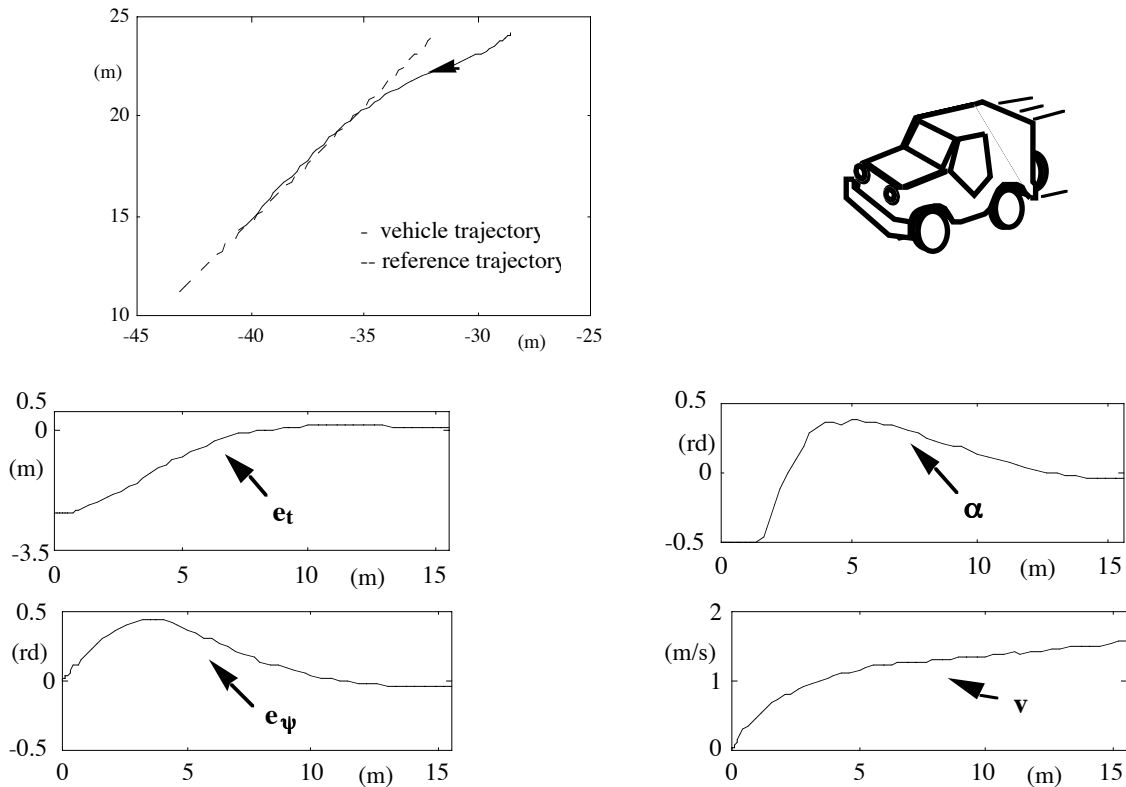 25
(m)
20
15
- vehicle trajectory
-- reference trajectory
10
-45 -40 -35 -30 -25
(m)
0.5
0
(m)
et
-3.5
0 5 10 (m) 15
0.5
(rd)
0
α
-0.5
0 5 10 (m) 15
0.5
(rd)
0
eψ
-0.5
0 5 10 (m) 15
2
(m/s)
1
v
0
0 5 10 (m) 15